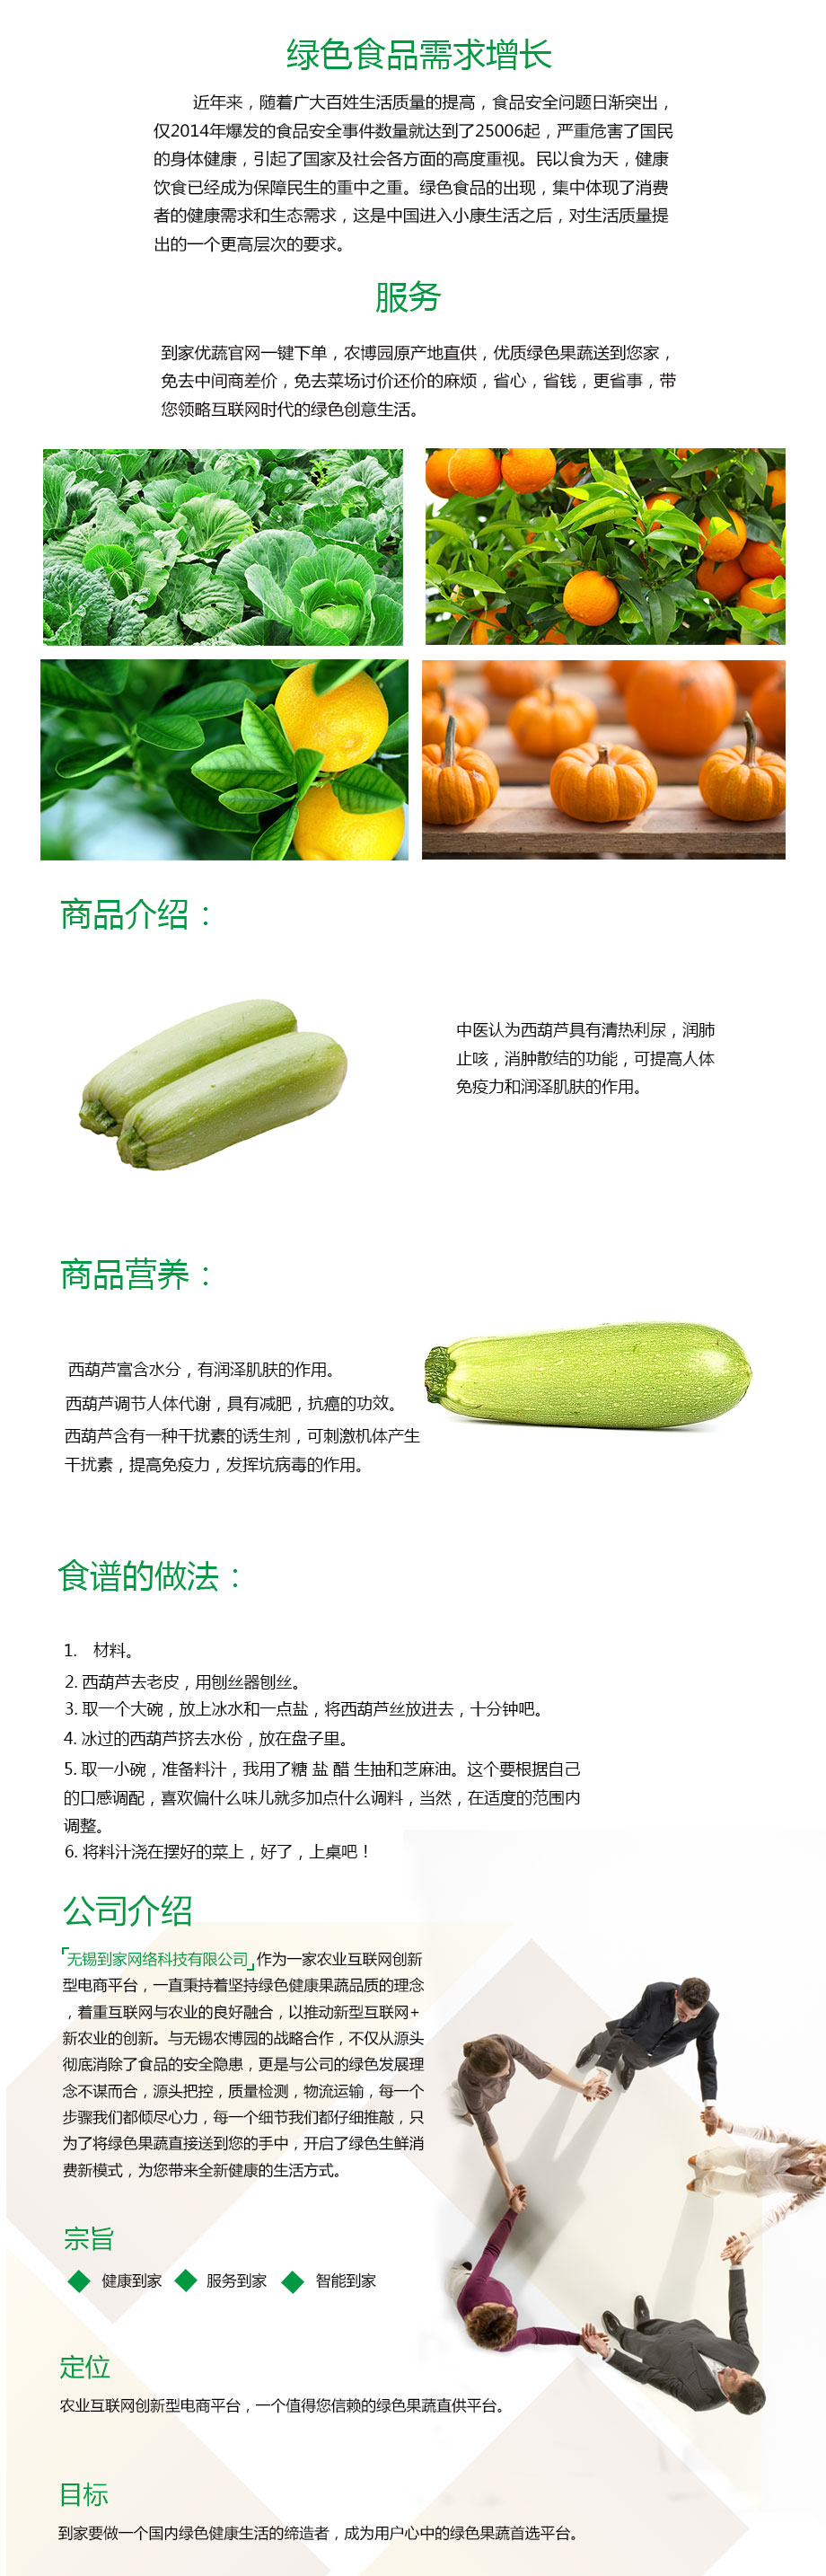 绿色食品需求增长
近年来，随着广大百姓生活质量的提高，食品安全问题日渐突出，
仅2014年爆发的食品安全事件数量就达到了25006起，严重危害了国民
的身体健康，引起了国家及社会各方面的高度重视。民以食为天，健康
饮食已经成为保障民生的重中之重。绿色食品的出现，集中体现了消费
者的健康需求和生态需求，这是中国进入小康生活之后，对生活质量提
出的一个更高层次的要求。
服务
到家优蔬官网一键下单，农博园原产地直供，优质绿色果蔬送到您家，
免去中间商差价，免去菜场讨价还价的麻烦，省心，省钱，更省事，带
您领略互联网时代的绿色创意生活。
商品介绍：
中医认为西葫芦具有清热利尿，润肺
止咳，消肿散结的功能，可提高人体
免疫力和润泽肌肤的作用。
商品营养：
西葫芦富含水分，有润泽肌肤的作用。
西葫芦调节人体代谢，具有减肥，抗癌的功效。
西葫芦含有一种干扰素的诱生剂，可刺激机体产生
干扰素，提高免疫力，发挥坑病毒的作用。
食谱的做法：
1. 材料。
2. 西葫芦去老皮，用刨丝器刨丝。
3. 取一个大碗，放上冰水和一点盐，将西葫芦丝放进去，十分钟吧。
4. 冰过的西葫芦挤去水份，放在盘子里。
5. 取一小碗，准备料汁，我用了糖 盐 醋 生抽和芝麻油。这个要根据自己
的口感调配，喜欢偏什么味儿就多加点什么调料，当然，在适度的范围内
调整。
6. 将料汁浇在摆好的菜上，好了，上桌吧！
公司介绍
「无锡到家网络科技有限公司」作为一家农业互联网创新
型电商平台，一直秉持着坚持绿色健康果蔬品质的理念
，着重互联网与农业的良好融合，以推动新型互联网+
新农业的创新。与无锡农博园的战略合作，不仅从源头
彻底消除了食品的安全隐患，更是与公司的绿色发展理
念不谋而合，源头把控，质量检测，物流运输，每一个
步骤我们都倾尽心力，每一个细节我们都仔细推敲，只
为了将绿色果蔬直接送到您的手中，开启了绿色生鲜消
费新模式，为您带来全新健康的生活方式。
宗旨
健康到家 服务到家 智能到家
定位
农业互联网创新型电商平台，一个值得您信赖的绿色果蔬直供平台。
目标
到家要做一个国内绿色健康生活的缔造者，成为用户心中的绿色果蔬首选平台。